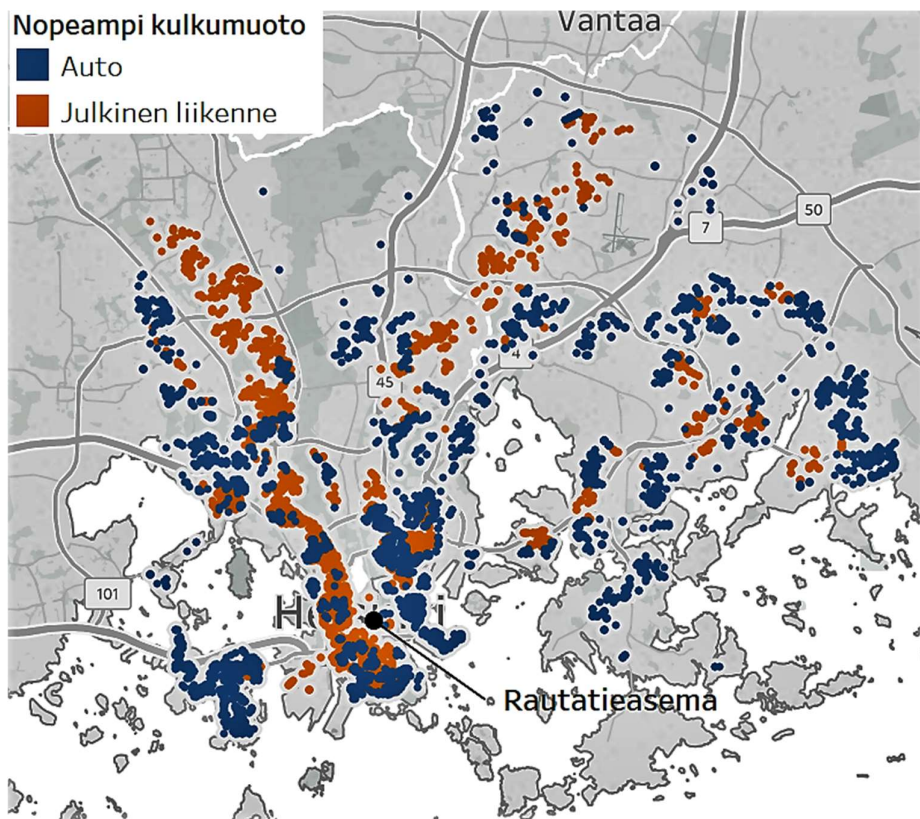 Nopeampi kulkumuoto
Auto
Julkinen liikenne
Vantaa
50
7
4
45
101
Rautatieasema